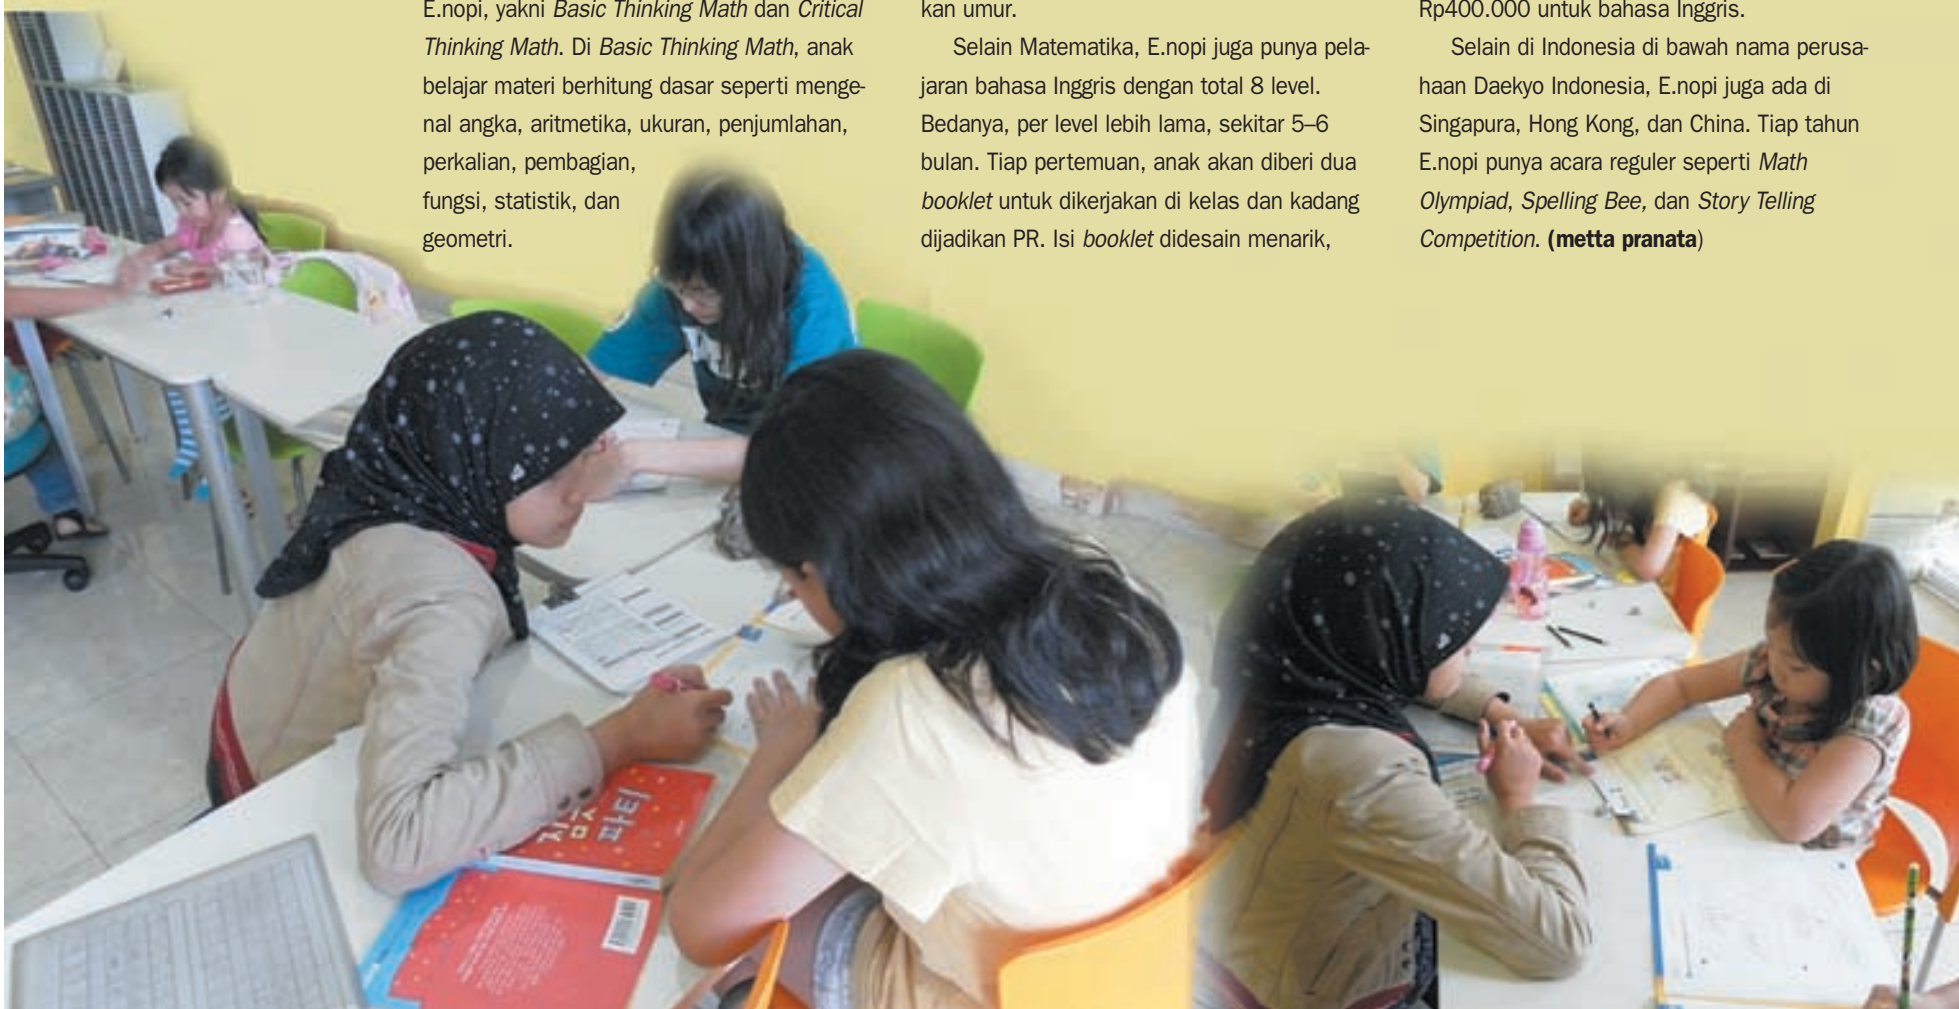 E.nopi, yakni Basic Thinking Math dan Critical
Thinking Math. Di Basic Thinking Math, anak
belajar materi berhitung dasar seperti menge-
nal angka, aritmetika, ukuran, penjumlahan,
perkalian, pembagian,
fungsi, statistik, dan
geometri.
kan umur.
Selain Matematika, E.nopi juga punya pela-
jaran bahasa Inggris dengan total 8 level.
Bedanya, per level lebih lama, sekitar 5–6
bulan. Tiap pertemuan, anak akan diberi dua
booklet untuk dikerjakan di kelas dan kadang
dijadikan PR. Isi booklet didesain menarik,
Rp400.000 untuk bahasa Inggris.
Selain di Indonesia di bawah nama perusa-
haan Daekyo Indonesia, E.nopi juga ada di
Singapura, Hong Kong, dan China. Tiap tahun
E.nopi punya acara reguler seperti Math
Olympiad, Spelling Bee, dan Story Telling
Competition. (metta pranata)
파티